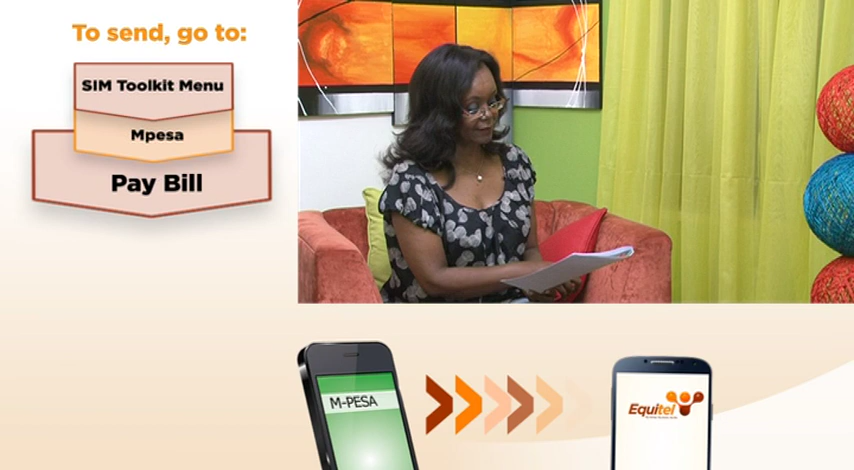 To send, go to:
SIM Toolkit Menu
Mpesa
Pay Bill
M-PESA
Equitel